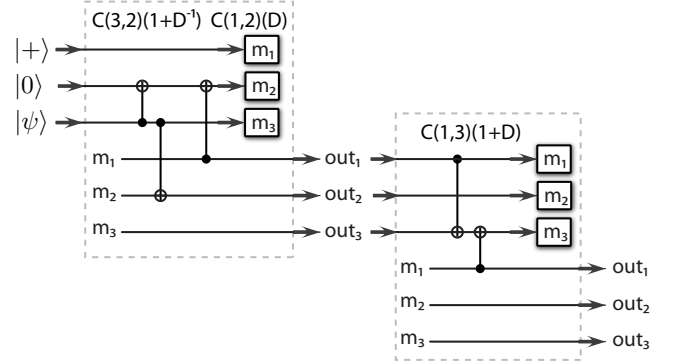 C(3,2)(1+D⁻¹) C(1,2)(D)
|+⟩ m₁
|0⟩ m₂
|ψ⟩ m₃
C(1,3)(1+D)
m₁ out₁ m₁
m₂ out₂ m₂
m₃ out₃ m₃
m₁ out₁
m₂ out₂
m₃ out₃